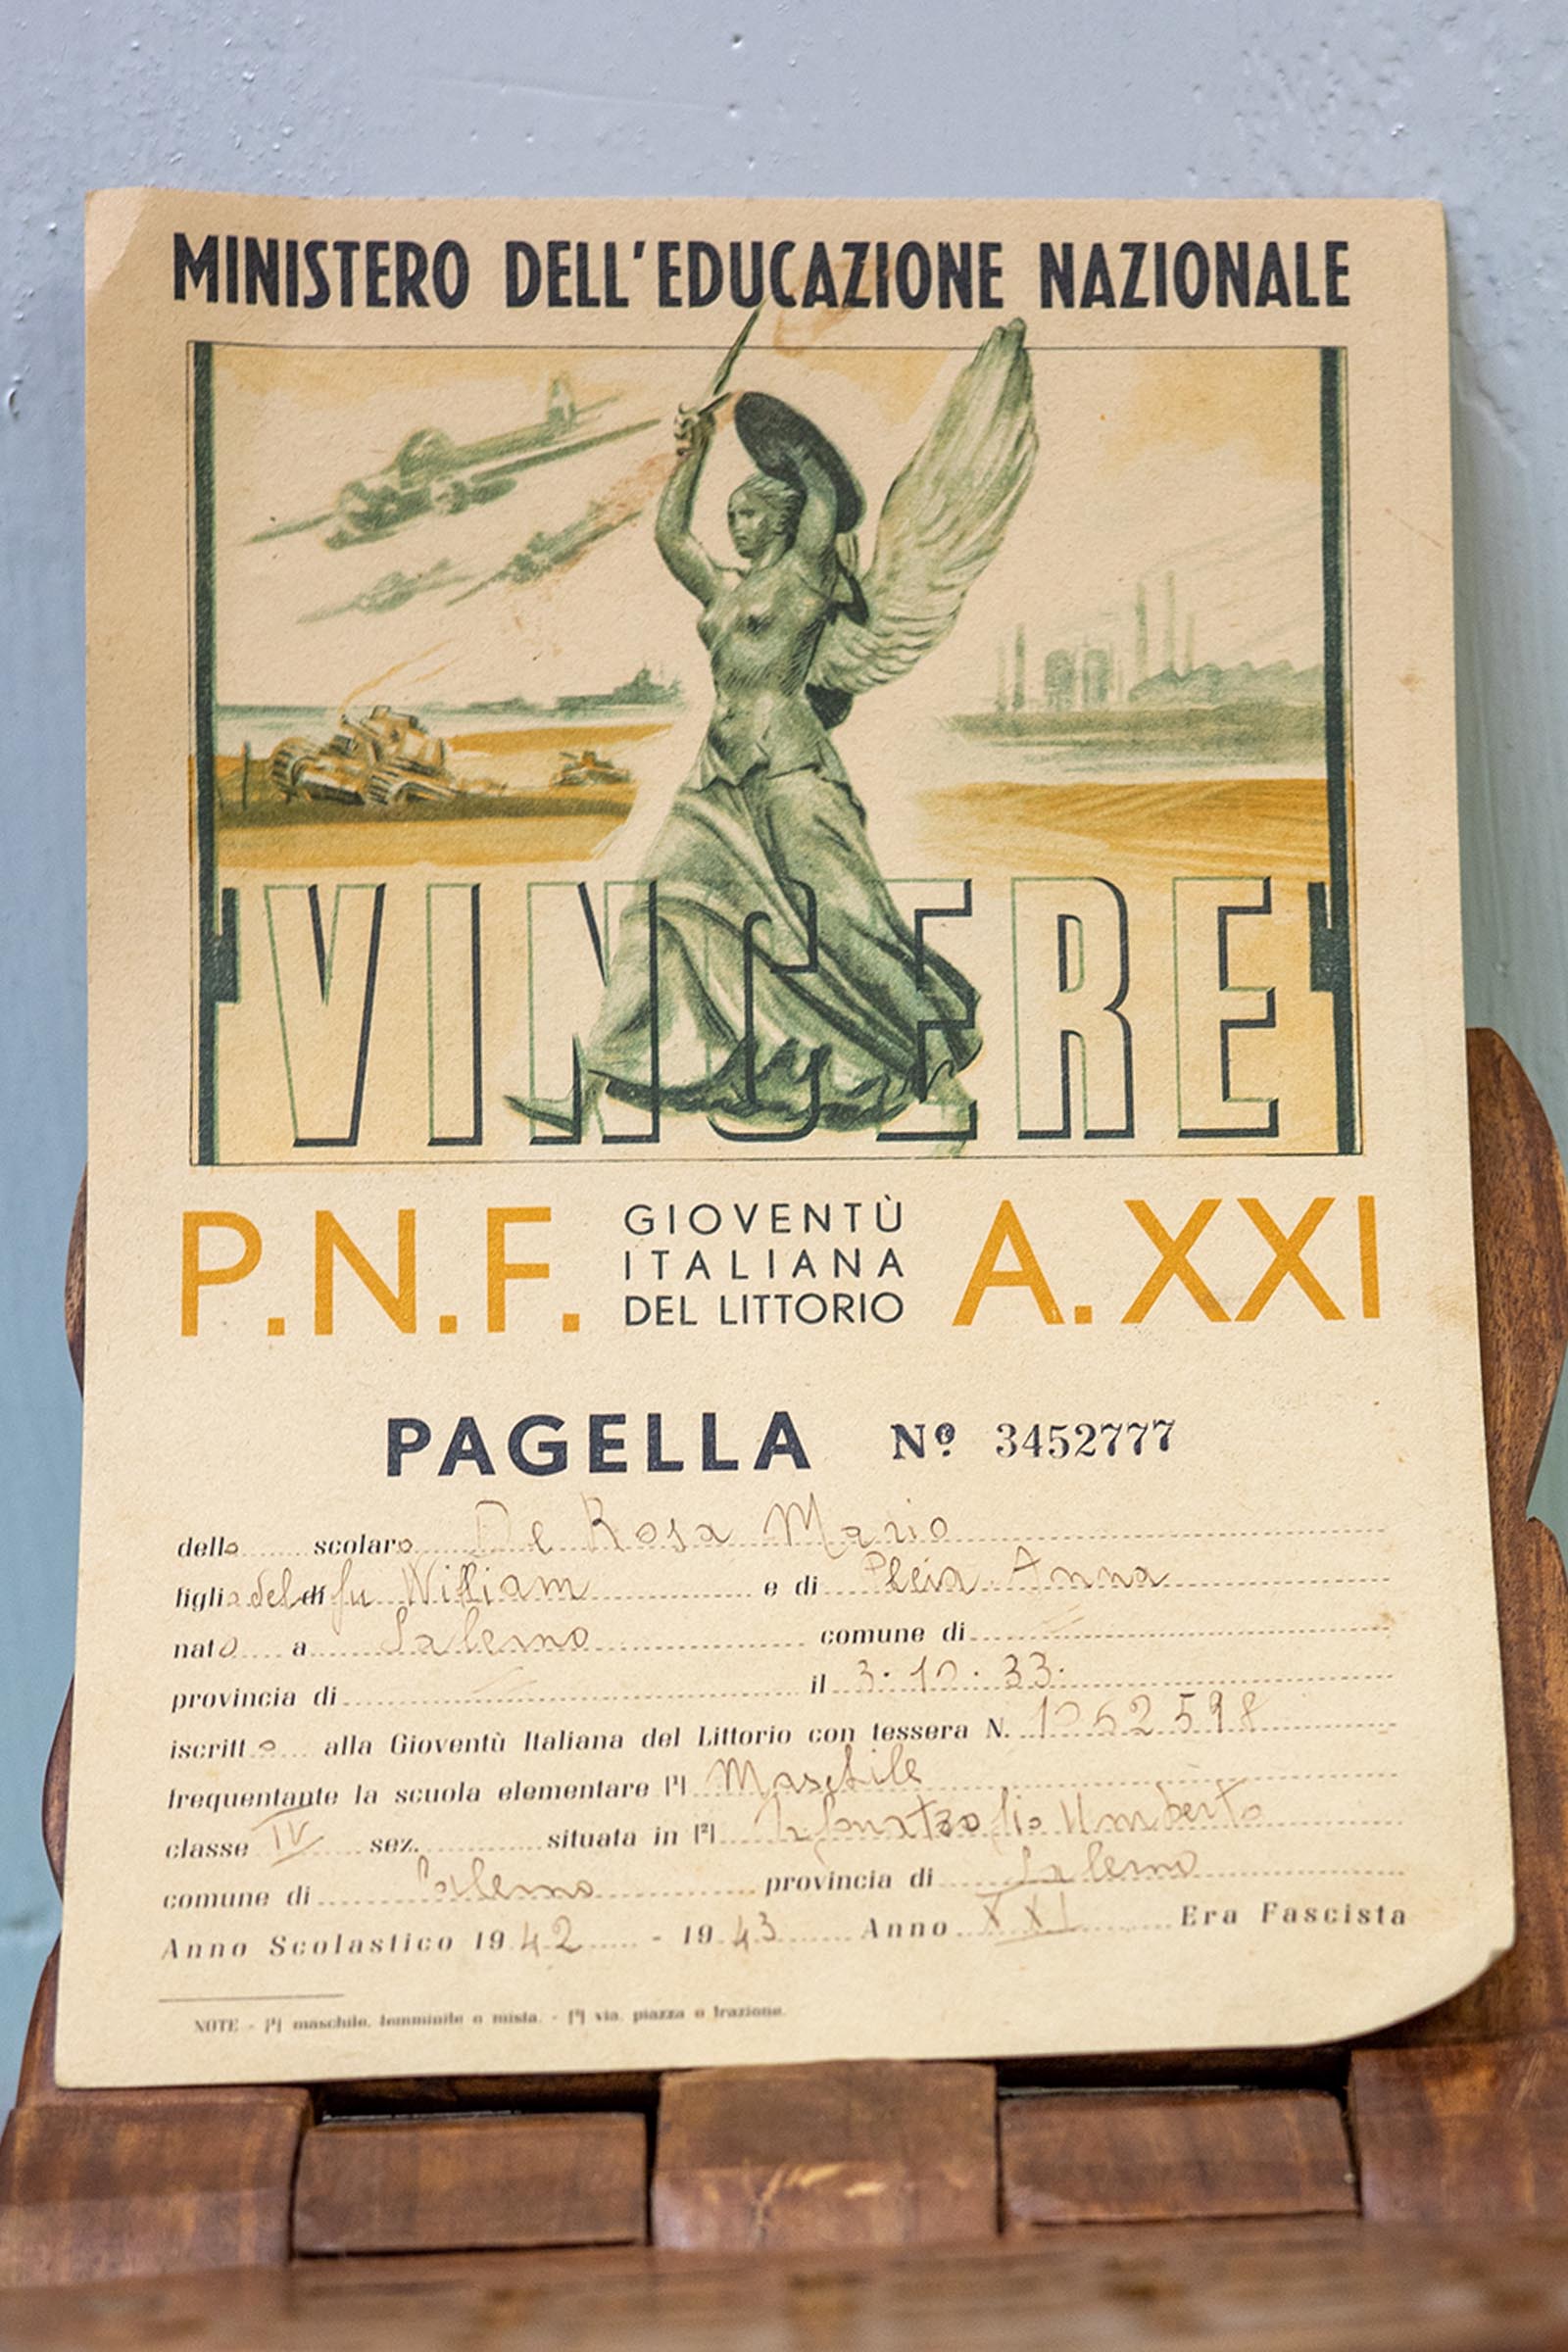 MINISTERO DELL'EDUCAZIONE NAZIONALE
VINCERE
P.N.F. GIOVENTÙ ITALIANA DEL LITTORIO A.XXI
PAGELLA Nº 3452777
dello scolaro De Rosa Mario
figlio del di fu William e di Anna
nato a Salerno comune di
provincia di il 3.10.33.
iscritto alla Gioventù Italiana del Littorio con tessera N. 1062598
frequentante la scuola elementare [¹] Maschile
classe IV sez. situata in [²] Umberto
comune di Salerno provincia di Salerno
Anno Scolastico 1942 - 1943 Anno XXI Era Fascista
NOTE - [¹] maschile, femminile o mista. - [²] via, piazza o frazione.